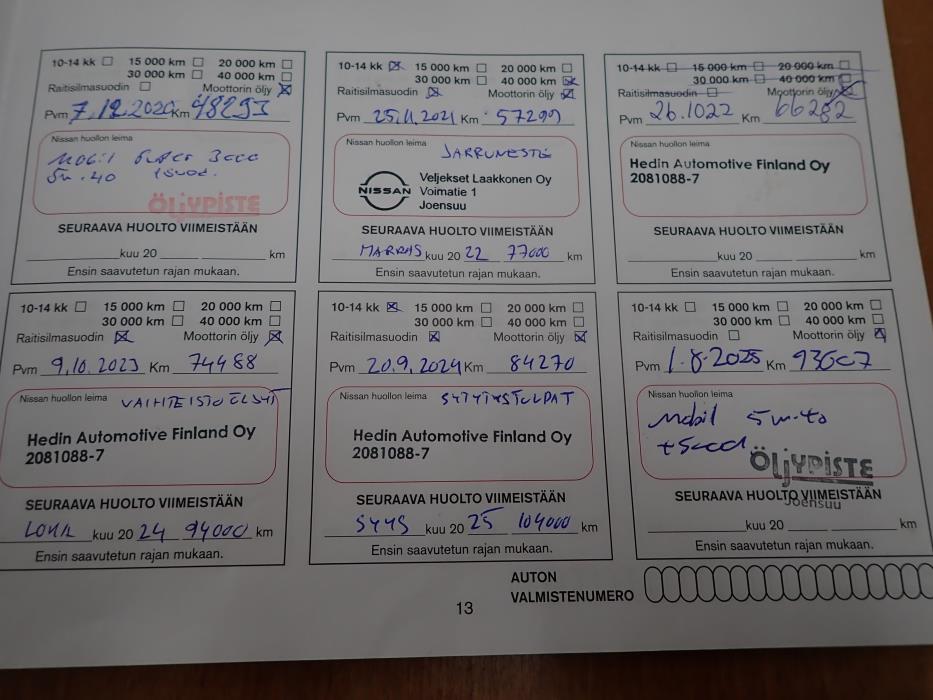 10-14 kk 15 000 km 20 000 km
30 000 km 40 000 km
Raitisilmasuodin Moottorin öljy
Pvm 7.12.2020 Km 48293
Nissan huollon leima
Mobil Super 3000
5w.40
ÖLJYPISTE
SEURAAVA HUOLTO VIIMEISTÄÄN
kuu 20 km
Ensin saavutetun rajan mukaan.
10-14 kk 15 000 km 20 000 km
30 000 km 40 000 km
Raitisilmasuodin Moottorin öljy
Pvm 25.11.2021 Km 57299
Nissan huollon leima JARRUNESTE
NISSAN
Veljekset Laakkonen Oy
Voimatie 1
Joensuu
SEURAAVA HUOLTO VIIMEISTÄÄN
MARRAS kuu 20 22 77000 km
Ensin saavutetun rajan mukaan.
10-14 kk 15 000 km 20 000 km
30 000 km 40 000 km
Raitisilmasuodin Moottorin öljy
Pvm 26.1022 Km 66282
Nissan huollon leima
Hedin Automotive Finland Oy
2081088-7
SEURAAVA HUOLTO VIIMEISTÄÄN
kuu 20 km
Ensin saavutetun rajan mukaan.
10-14 kk 15 000 km 20 000 km
30 000 km 40 000 km
Raitisilmasuodin Moottorin öljy
Pvm 9.10.2023 Km 74488
Nissan huollon leima VAIHTEISTOÖLJYT
Hedin Automotive Finland Oy
2081088-7
SEURAAVA HUOLTO VIIMEISTÄÄN
LOKA kuu 20 24 94000 km
Ensin saavutetun rajan mukaan.
10-14 kk 15 000 km 20 000 km
30 000 km 40 000 km
Raitisilmasuodin Moottorin öljy
Pvm 20.9.2024 Km 84270
Nissan huollon leima SYTYTYSTULPAT
Hedin Automotive Finland Oy
2081088-7
SEURAAVA HUOLTO VIIMEISTÄÄN
SYYS kuu 20 25 104000 km
Ensin saavutetun rajan mukaan.
10-14 kk 15 000 km 20 000 km
30 000 km 40 000 km
Raitisilmasuodin Moottorin öljy
Pvm 1.8.2025 Km 93667
Nissan huollon leima
Mobil 5w-40
+Suod.
ÖLJYPISTE
Joensuu
SEURAAVA HUOLTO VIIMEISTÄÄN
kuu 20 km
Ensin saavutetun rajan mukaan.
AUTON
VALMISTENUMERO
13